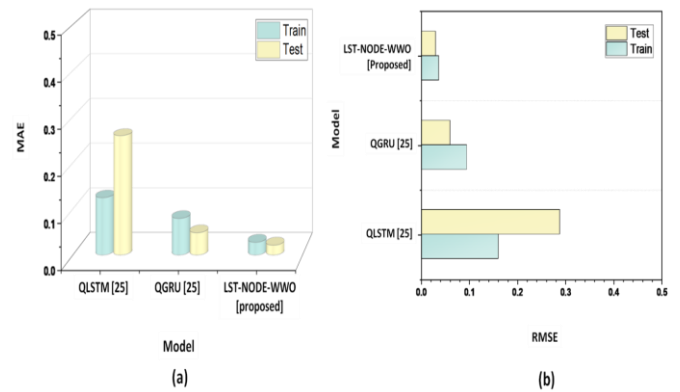 0.5
0.4
0.3
0.2
0.1
0.0
MAE
Train
Test
QLSTM [25]
QGRU [25]
LST-NODE-WWO
[proposed]
Model
(a)
Test
Train
LST-NODE-WWO
[Proposed]
QGRU [25]
QLSTM [25]
Model
0.0 0.1 0.2 0.3 0.4 0.5
RMSE
(b)